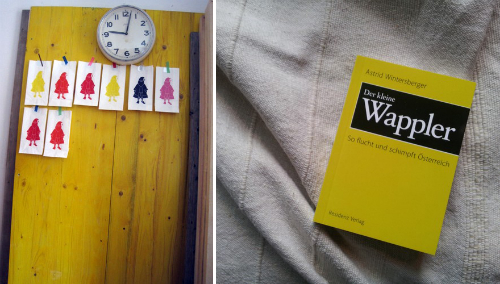 Astrid Wintersberger
Der kleine
Wappler
So flucht und schimpft Österreich
Residenz Verlag